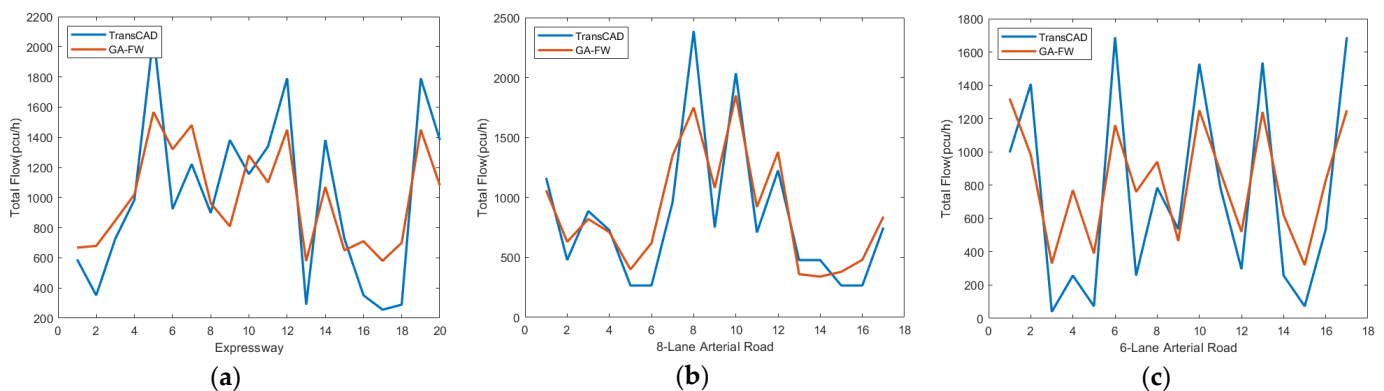 2200
2000
1800
1600
1400
1200
1000
800
600
400
200
0 2 4 6 8 10 12 14 16 18 20
Total Flow(pcu/h)
Expressway
TransCAD
GA-FW
(a)
2500
2000
1500
1000
500
0
0 2 4 6 8 10 12 14 16 18
Total Flow(pcu/h)
8-Lane Arterial Road
TransCAD
GA-FW
(b)
1800
1600
1400
1200
1000
800
600
400
200
0
0 2 4 6 8 10 12 14 16 18
Total Flow(pcu/h)
6-Lane Arterial Road
TransCAD
GA-FW
(c)